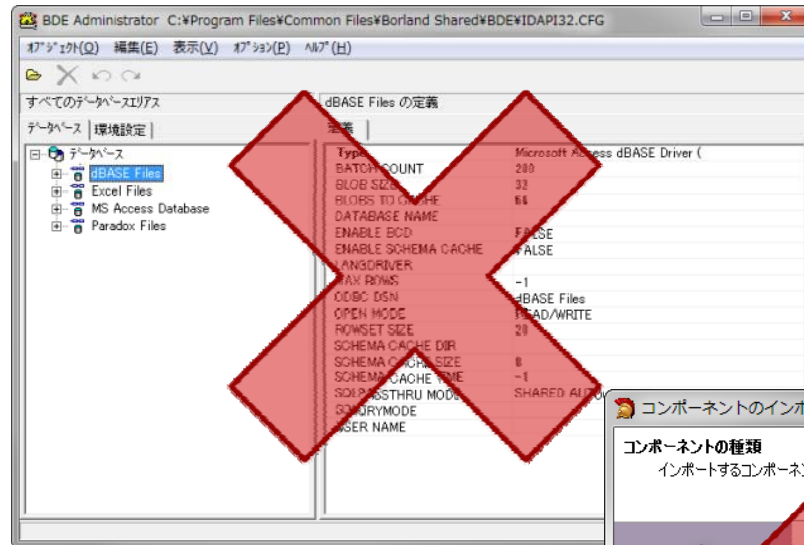 BDE Administrator C:¥Program Files¥Common Files¥Borland Shared¥BDE¥IDAPI32.CFG
オブジェクト(O) 編集(E) 表示(V) オプション(P) ヘルプ(H)
すべてのデータベースエリアス
dBASE Files の定義
データベース
環境設定
定義
データベース
dBASE Files
Excel Files
MS Access Database
Paradox Files
Type Microsoft Access dBASE Driver (
BATCH COUNT 200
BLOB SIZE 32
BLOBS TO CACHE 64
DATABASE NAME
ENABLE BCD FALSE
ENABLE SCHEMA CACHE FALSE
LANGDRIVER
MAX ROWS -1
ODBC DSN dBASE Files
OPEN MODE READ/WRITE
ROWSET SIZE 20
SCHEMA CACHE DIR
SCHEMA CACHE SIZE 8
SCHEMA CACHE TIME -1
SQLPASSTHRU MODE SHARED
SQLQRYMODE
USER NAME
コンポーネントのインポ
コンポーネントの種類
インポートするコンポーネン